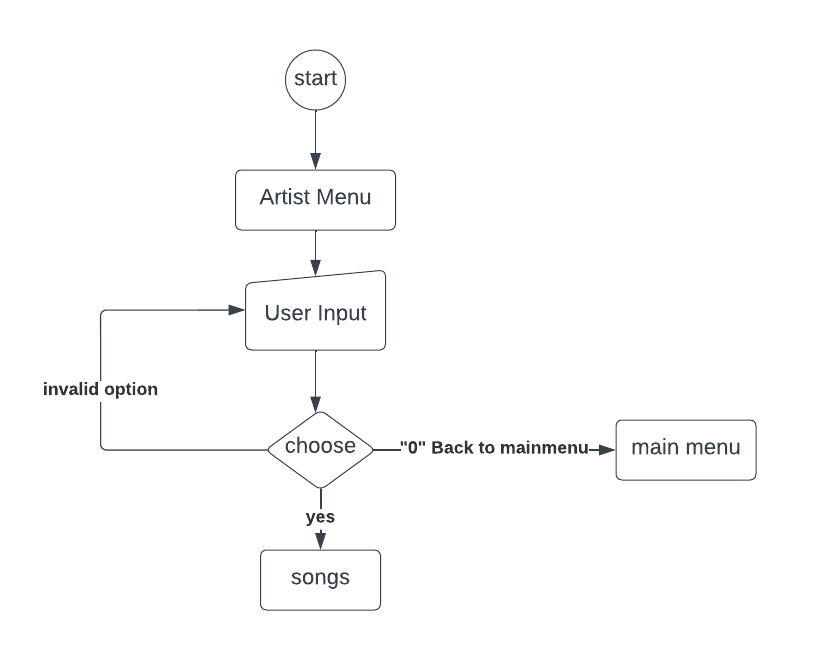 start
Artist Menu
User Input
invalid option
choose
"0" Back to mainmenu
main menu
yes
songs